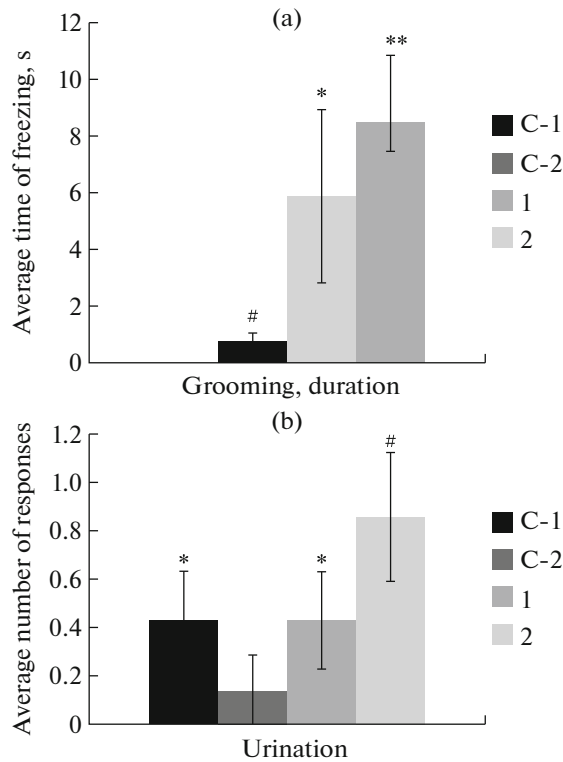 (a)
Average time of freezing, s
12
10
8
6
4
2
0
#
*
**
C-1
C-2
1
2
Grooming, duration
(b)
Average number of responses
1.2
1.0
0.8
0.6
0.4
0.2
0
*
*
#
C-1
C-2
1
2
Urination